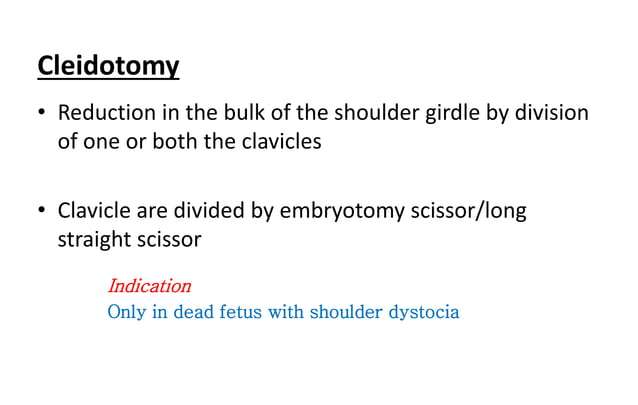 Cleidotomy
• Reduction in the bulk of the shoulder girdle by division
of one or both the clavicles
• Clavicle are divided by embryotomy scissor/long
straight scissor
Indication
Only in dead fetus with shoulder dystocia